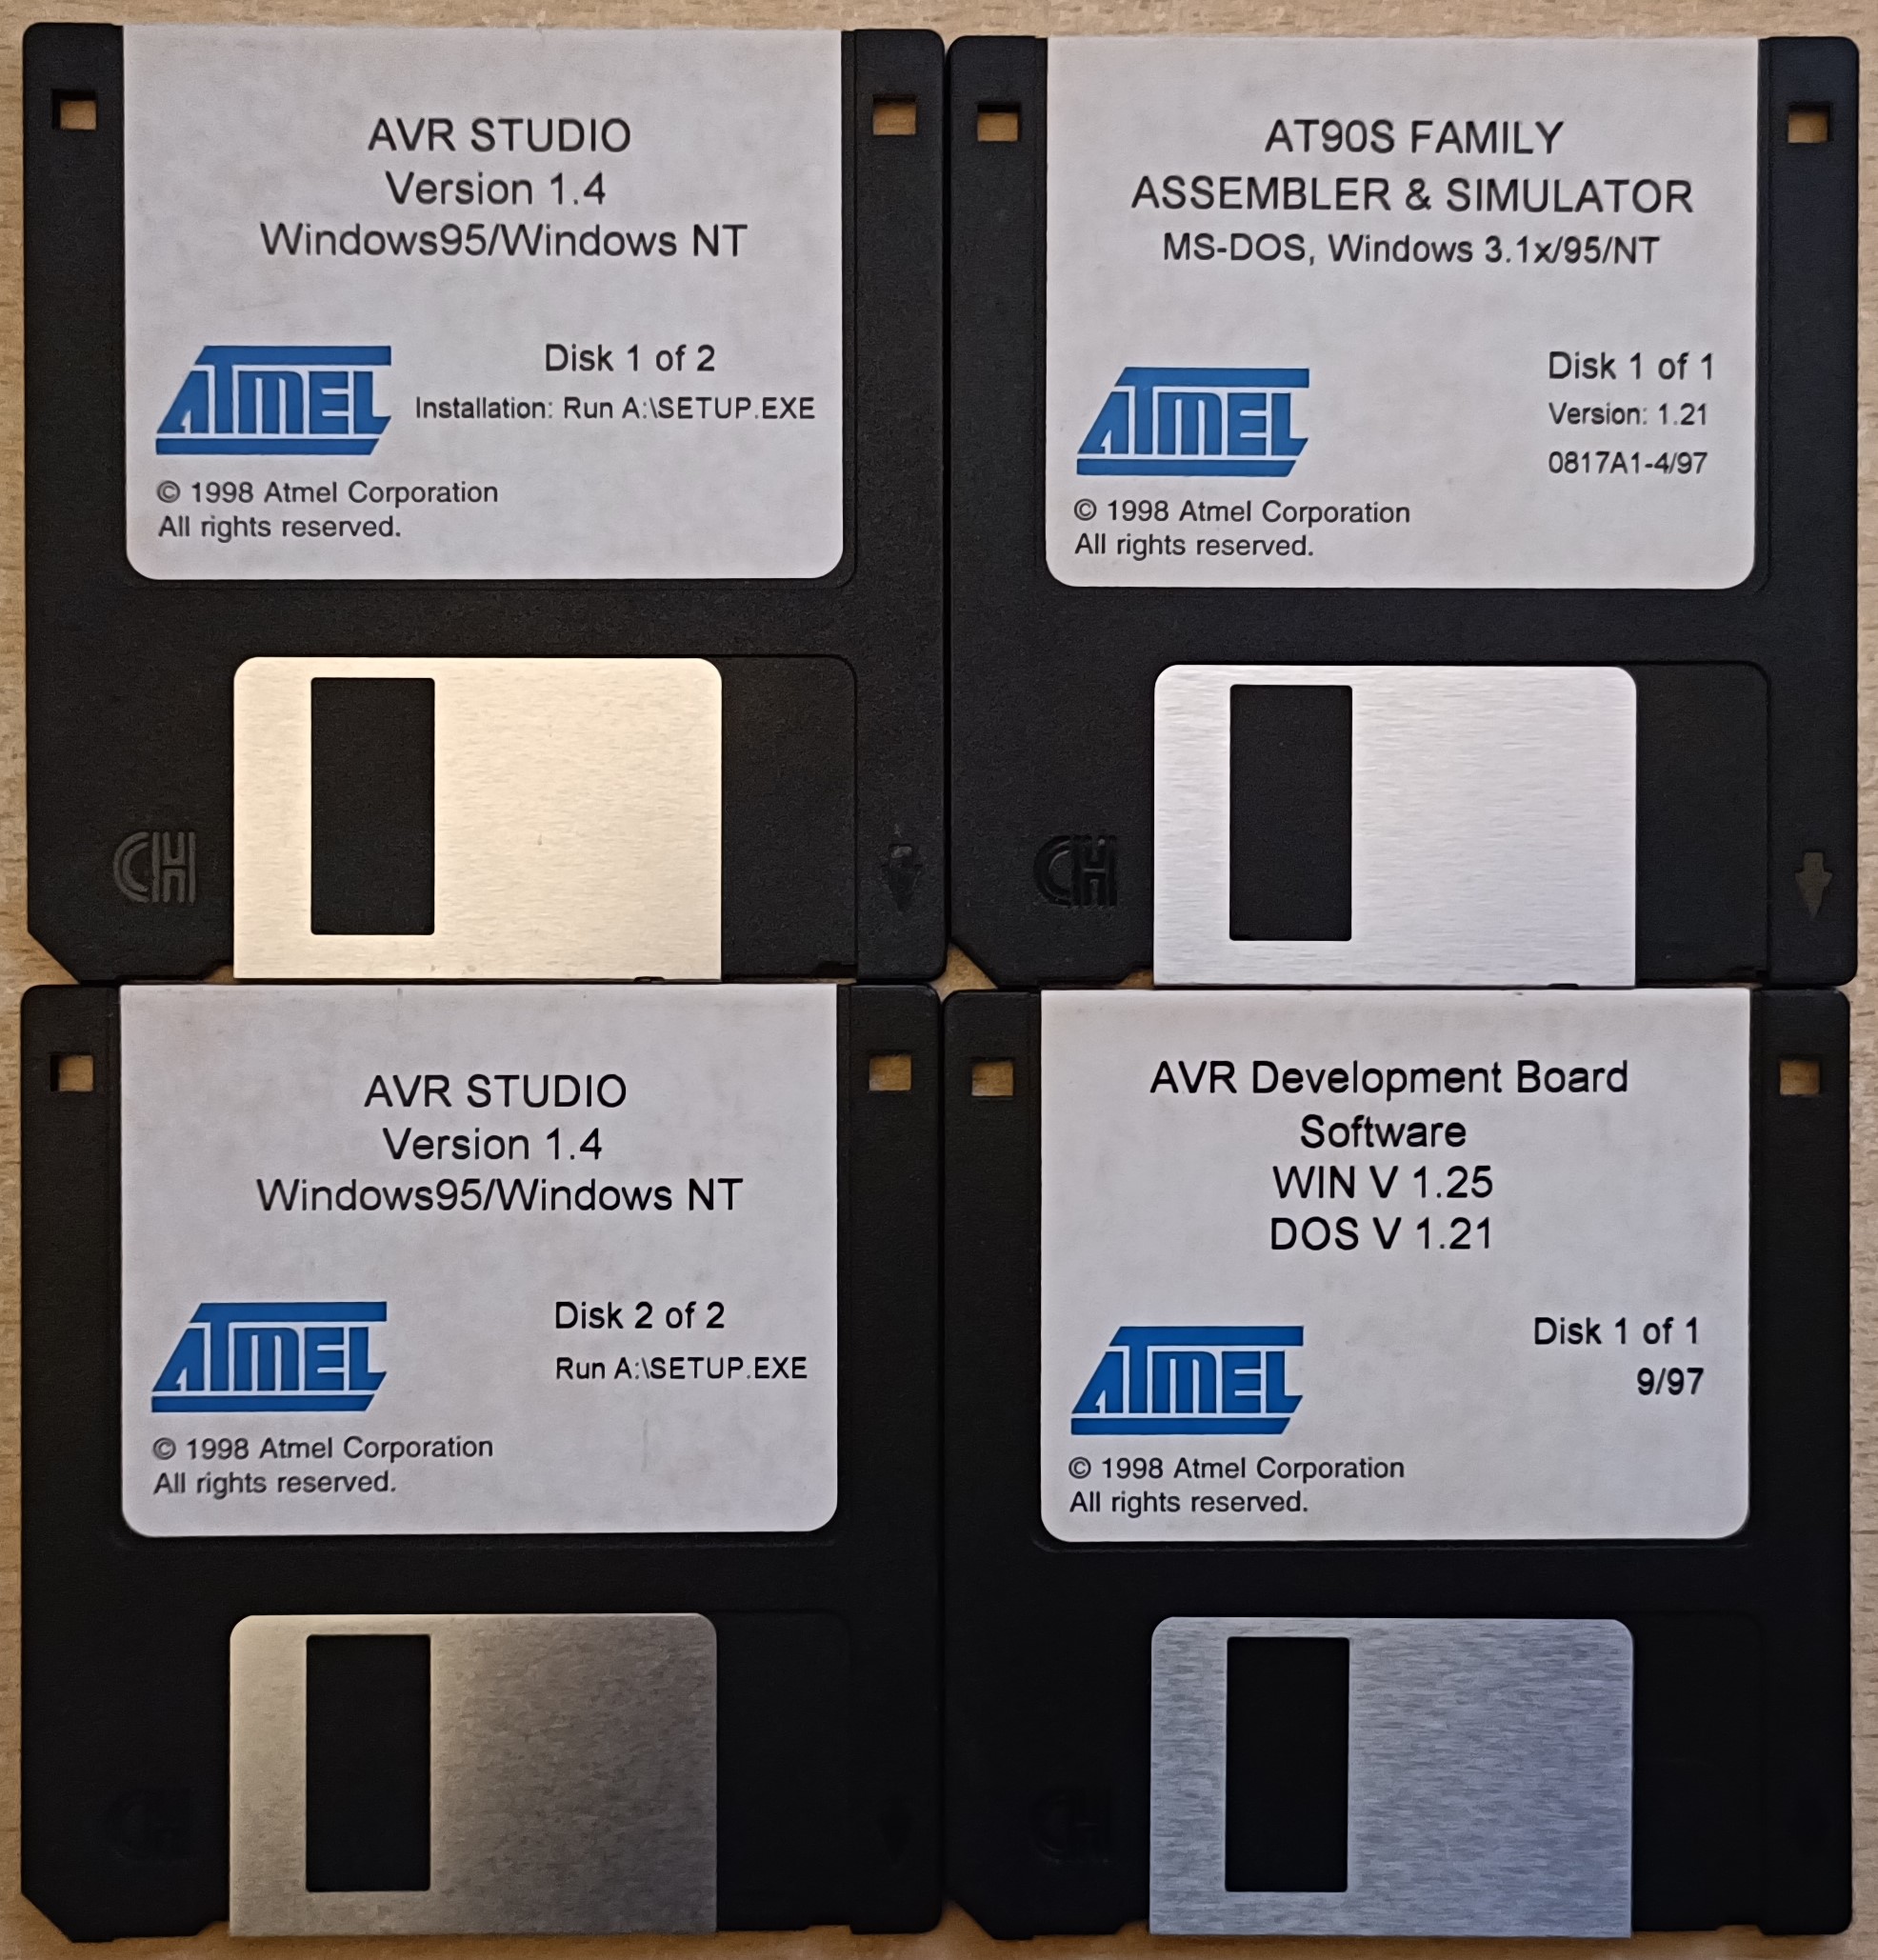 AVR STUDIO
Version 1.4
Windows95/Windows NT
Disk 1 of 2
ATMEL
Installation: Run A:\SETUP.EXE
© 1998 Atmel Corporation
All rights reserved.
HD
AT90S FAMILY
ASSEMBLER & SIMULATOR
MS-DOS, Windows 3.1x/95/NT
Disk 1 of 1
ATMEL
Version: 1.21
0817A1-4/97
© 1998 Atmel Corporation
All rights reserved.
HD
AVR STUDIO
Version 1.4
Windows95/Windows NT
Disk 2 of 2
ATMEL
Run A:\SETUP.EXE
© 1998 Atmel Corporation
All rights reserved.
HD
AVR Development Board
Software
WIN V 1.25
DOS V 1.21
Disk 1 of 1
ATMEL
9/97
© 1998 Atmel Corporation
All rights reserved.
HD